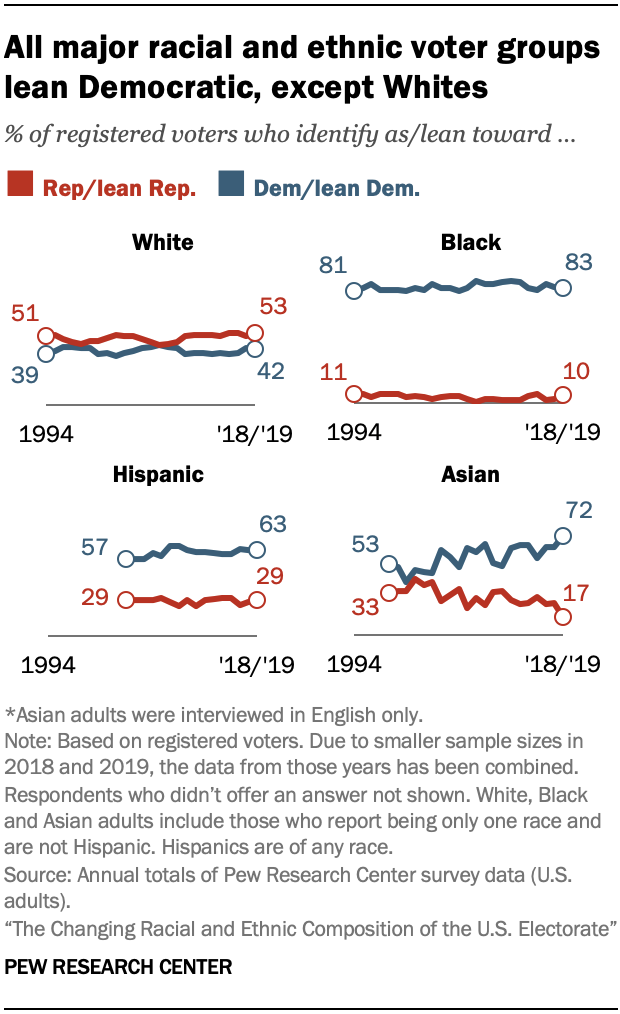 All major racial and ethnic voter groups
lean Democratic, except Whites
% of registered voters who identify as/lean toward ...
Rep/lean Rep. Dem/lean Dem.
White
51
53
39
42
1994 '18/'19
Black
81
83
11
10
1994 '18/'19
Hispanic
57
63
29
29
1994 '18/'19
Asian
53
72
33
17
1994 '18/'19
*Asian adults were interviewed in English only.
Note: Based on registered voters. Due to smaller sample sizes in
2018 and 2019, the data from those years has been combined.
Respondents who didn’t offer an answer not shown. White, Black
and Asian adults include those who report being only one race and
are not Hispanic. Hispanics are of any race.
Source: Annual totals of Pew Research Center survey data (U.S.
adults).
“The Changing Racial and Ethnic Composition of the U.S. Electorate”
PEW RESEARCH CENTER